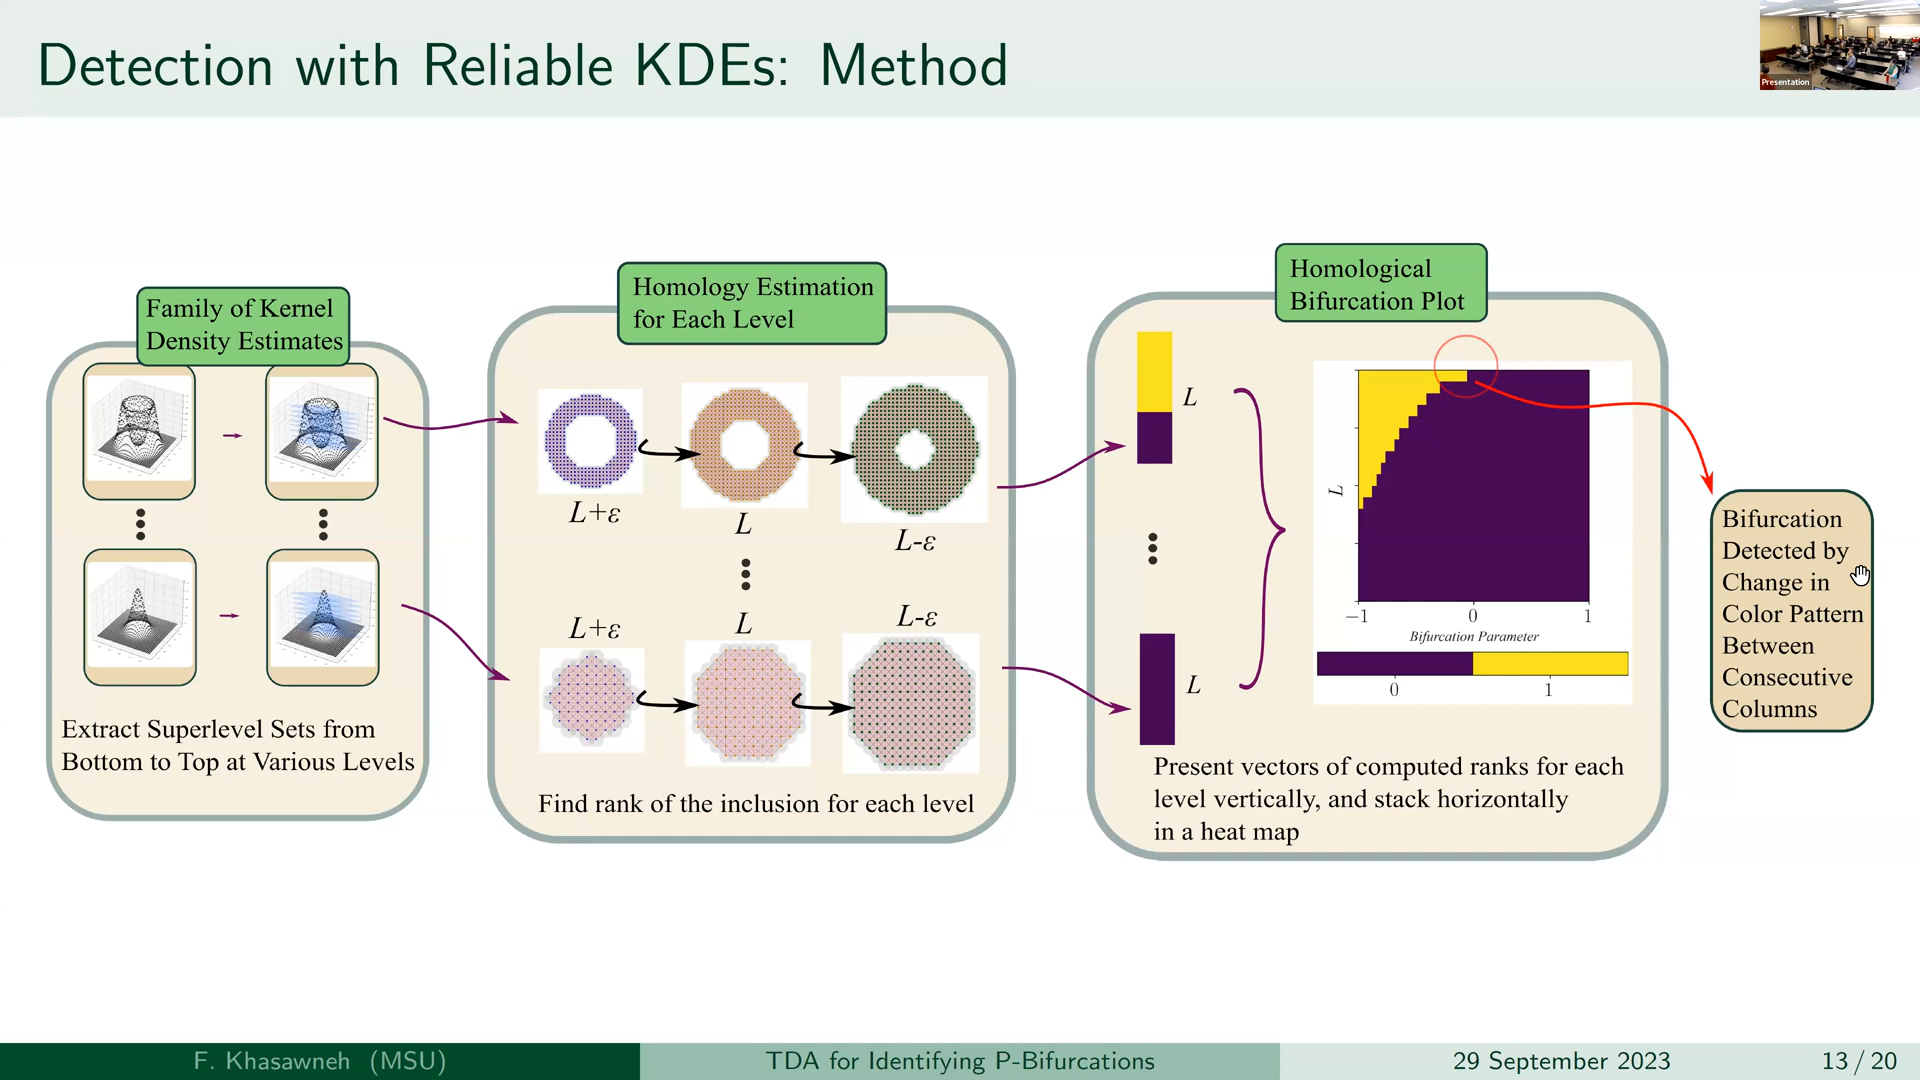 Detection with Reliable KDEs: Method
Presentation
Family of Kernel
Density Estimates
Extract Superlevel Sets from
Bottom to Top at Various Levels
Homology Estimation
for Each Level
L+ε
L
L-ε
L+ε
L
L-ε
Find rank of the inclusion for each level
Homological
Bifurcation Plot
L
L
L
−1
0
1
Bifurcation Parameter
0
1
Present vectors of computed ranks for each
level vertically, and stack horizontally
in a heat map
Bifurcation
Detected by
Change in
Color Pattern
Between
Consecutive
Columns
F. Khasawneh (MSU)
TDA for Identifying P-Bifurcations
29 September 2023
13 / 20